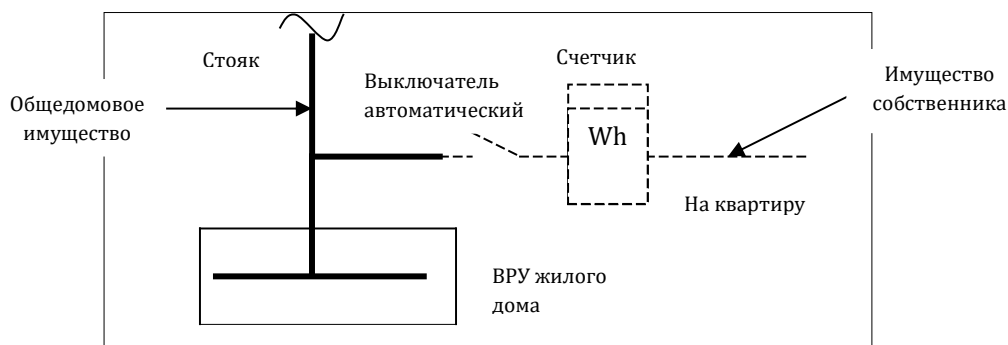 Стояк
Счетчик
Общедомовое
имущество
Выключатель
автоматический
Имущество
собственника
Wh
На квартиру
ВРУ жилого
дома